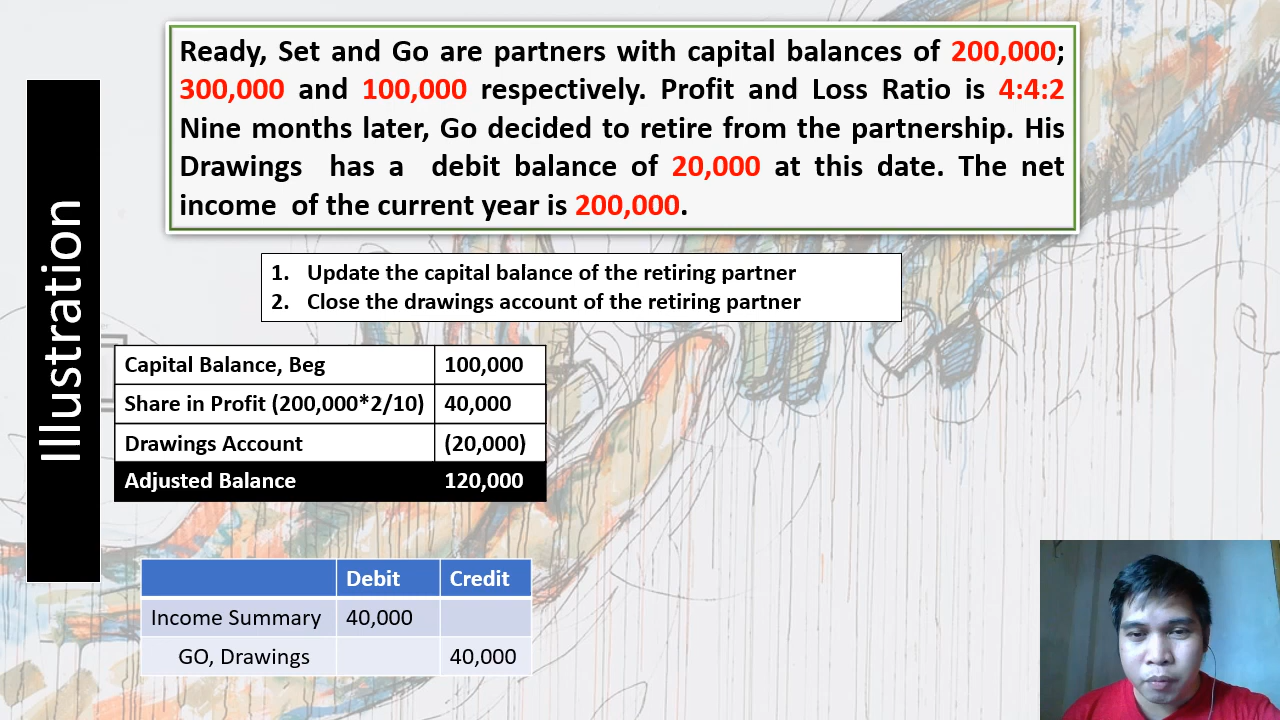 Illustration
Ready, Set and Go are partners with capital balances of 200,000;
300,000 and 100,000 respectively. Profit and Loss Ratio is 4:4:2
Nine months later, Go decided to retire from the partnership. His
Drawings has a debit balance of 20,000 at this date. The net
income of the current year is 200,000.
1. Update the capital balance of the retiring partner
2. Close the drawings account of the retiring partner
Capital Balance, Beg 100,000
Share in Profit (200,000*2/10) 40,000
Drawings Account (20,000)
Adjusted Balance 120,000
Debit Credit
Income Summary 40,000
GO, Drawings 40,000